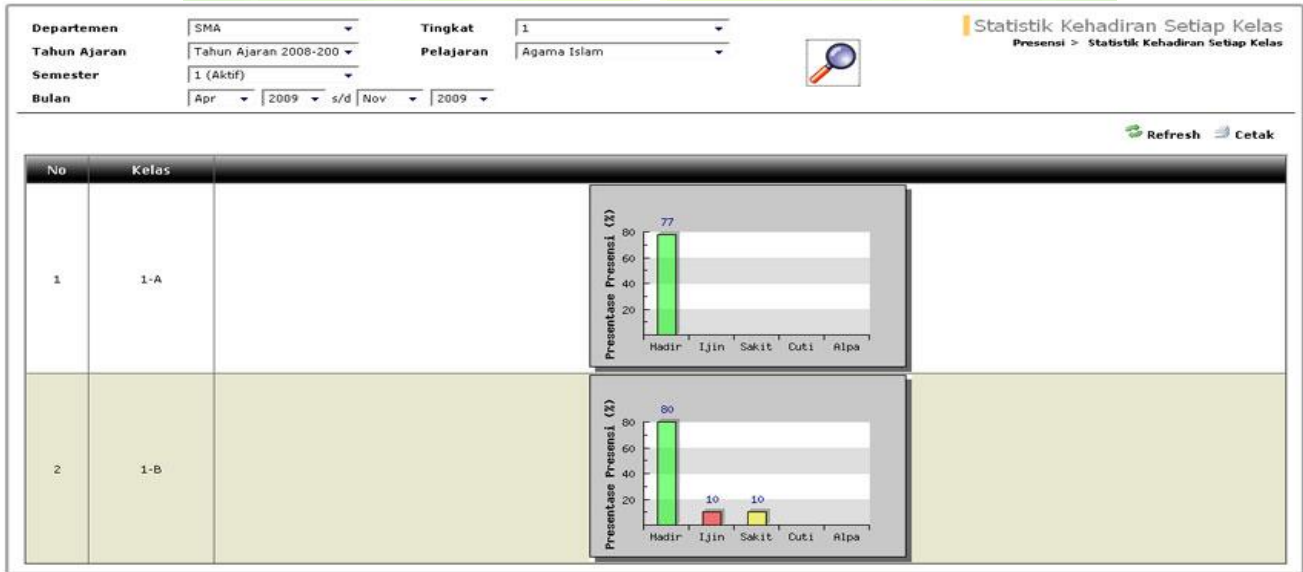 Departemen SMA Tingkat 1
Statistik Kehadiran Setiap Kelas
Tahun Ajaran Tahun Ajaran 2008-200 Pelajaran Agama Islam
Presensi > Statistik Kehadiran Setiap Kelas
Semester 1 (Aktif)
Bulan Apr 2009 s/d Nov 2009
Refresh Cetak
No Kelas
1 1-A
Presentase Presensi (%)
77
80
60
40
20
Hadir Ijin Sakit Cuti Alpa
2 1-B
Presentase Presensi (%)
80
80
60
40
20
10 10
Hadir Ijin Sakit Cuti Alpa